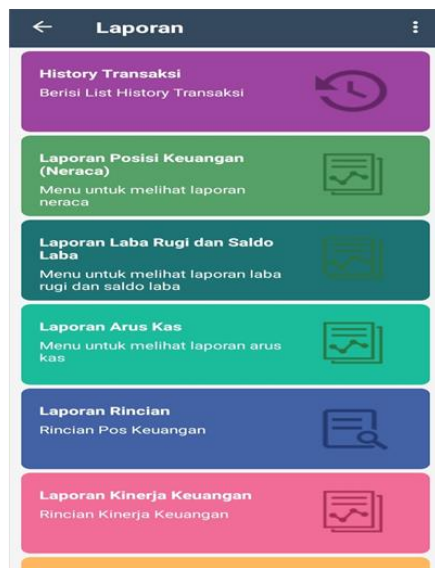 Laporan
History Transaksi
Berisi List History Transaksi
Laporan Posisi Keuangan
(Neraca)
Menu untuk melihat laporan
neraca
Laporan Laba Rugi dan Saldo
Laba
Menu untuk melihat laporan laba
rugi dan saldo laba
Laporan Arus Kas
Menu untuk melihat laporan arus
kas
Laporan Rincian
Rincian Pos Keuangan
Laporan Kinerja Keuangan
Rincian Kinerja Keuangan